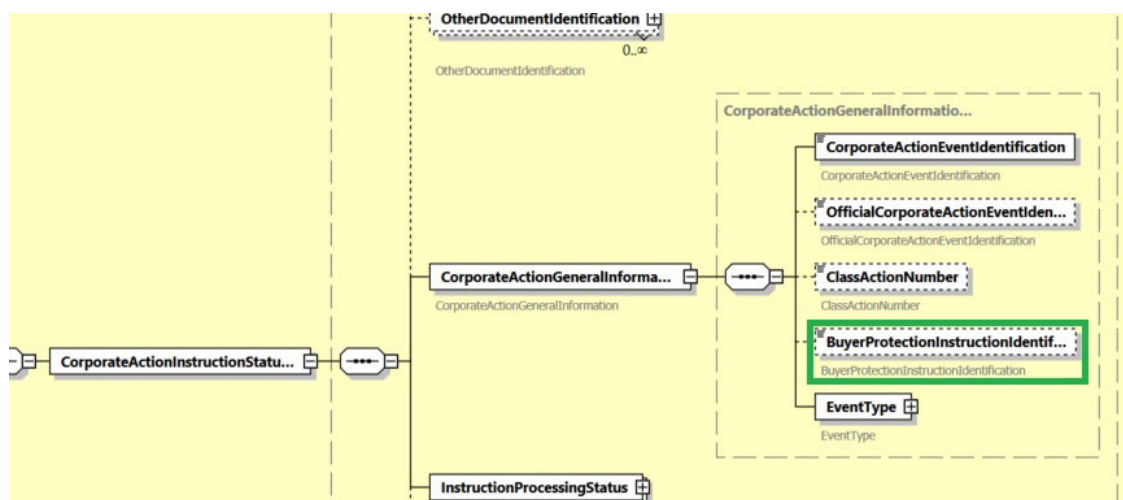 OtherDocumentIdentification
0..∞
OtherDocumentIdentification
CorporateActionGeneralInformatio...
CorporateActionEventIdentification
CorporateActionEventIdentification
OfficialCorporateActionEventIden...
OfficialCorporateActionEventIdentification
CorporateActionGeneralInforma...
CorporateActionGeneralInformation
ClassActionNumber
ClassActionNumber
BuyerProtectionInstructionIdentif...
BuyerProtectionInstructionIdentification
CorporateActionInstructionStatu...
EventType
EventType
InstructionProcessingStatus